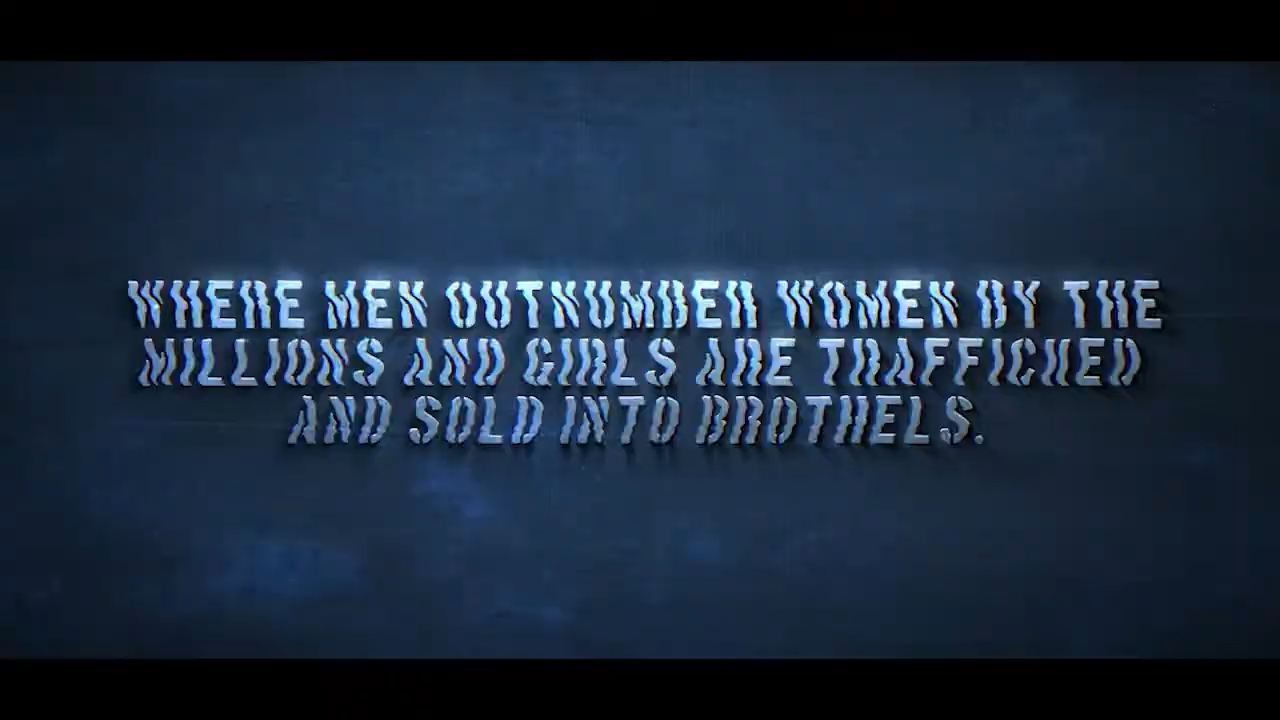 WHERE MEN OUTNUMBER WOMEN BY THE
MILLIONS AND GIRLS ARE TRAFFICKED
AND SOLD INTO BROTHELS.